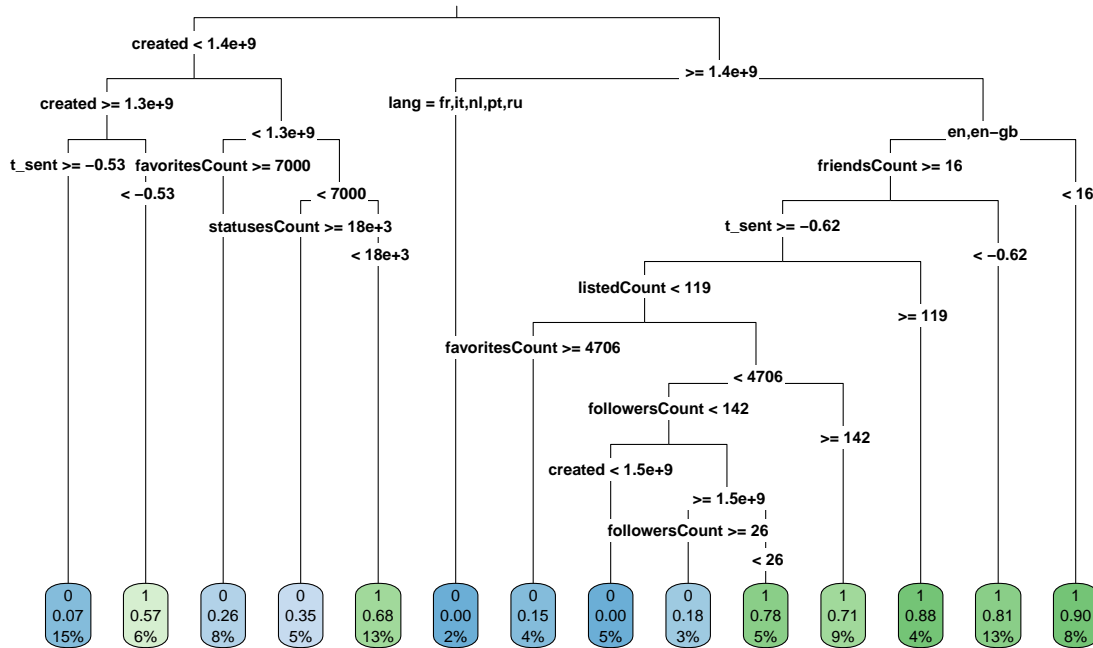 created < 1.4e+9
>= 1.4e+9
created >= 1.3e+9
lang = fr,it,nl,pt,ru
< 1.3e+9
en,en−gb
t_sent >= −0.53
favoritesCount >= 7000
friendsCount >= 16
< −0.53
< 7000
< 16
statusesCount >= 18e+3
t_sent >= −0.62
< 18e+3
< −0.62
listedCount < 119
>= 119
favoritesCount >= 4706
< 4706
followersCount < 142
>= 142
created < 1.5e+9
>= 1.5e+9
followersCount >= 26
< 26
0 1 0 0 1 0 0 0 0 1 1 1 1 1
0.07 0.57 0.26 0.35 0.68 0.00 0.15 0.00 0.18 0.78 0.71 0.88 0.81 0.90
15% 6% 8% 5% 13% 2% 4% 5% 3% 5% 9% 4% 13% 8%